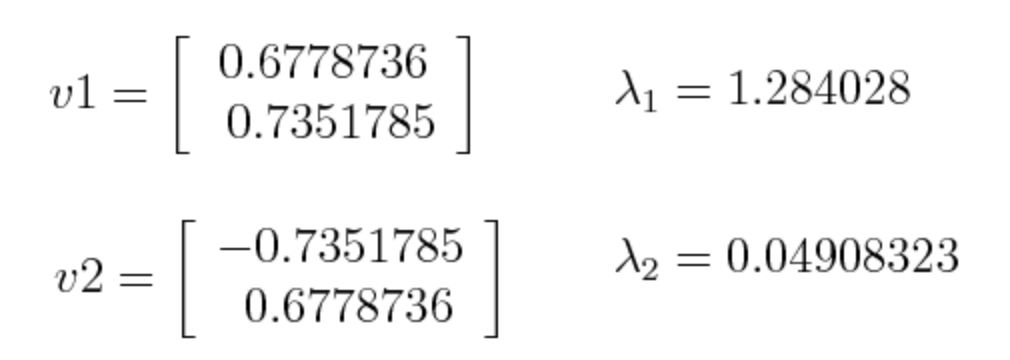 v1 = [ 0.6778736 0.7351785 ] λ₁ = 1.284028
v2 = [ −0.7351785 0.6778736 ] λ₂ = 0.04908323